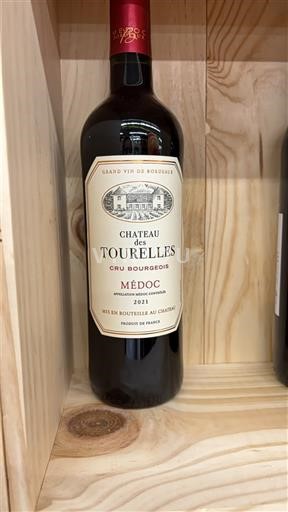 MÉDOC
GRAND VIN DE BORDEAUX
CHATEAU
des
TOURELLES
CRU BOURGEOIS
MÉDOC
APPELLATION MÉDOC CONTRÔLÉE
2021
MIS EN BOUTEILLE AU CHATEAU
PRODUIT DE FRANCE